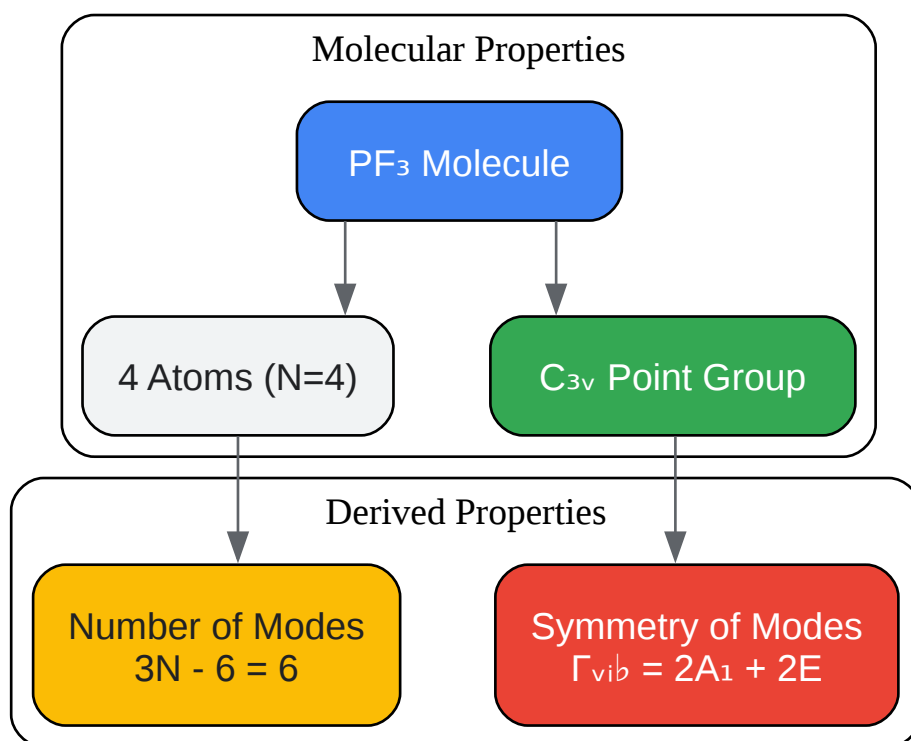 Molecular Properties
PF₃ Molecule
4 Atoms (N=4)
C₃ᵥ Point Group
Derived Properties
Number of Modes
3N - 6 = 6
Symmetry of Modes
Γᵥᵢ♭ = 2A₁ + 2E